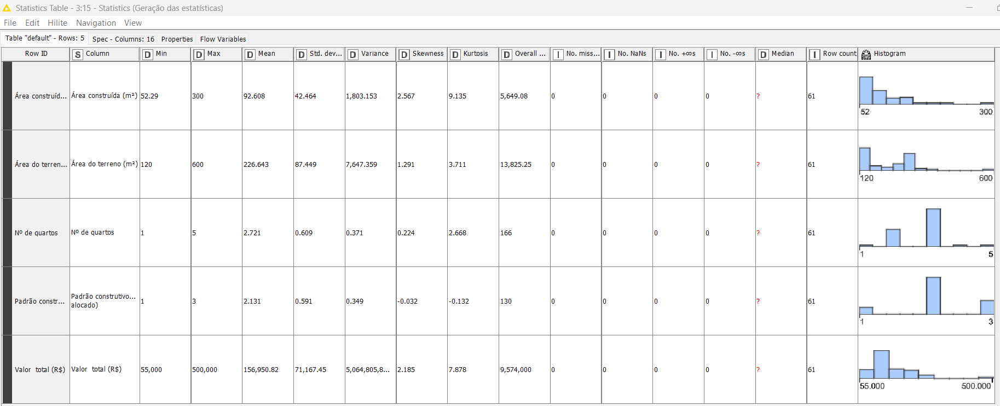 Statistics Table - 3:15 - Statistics (Geração das estatísticas)
File Edit Hilite Navigation View
Table "default" - Rows: 5 Spec - Columns: 16 Properties Flow Variables
Row ID S Column D Min D Max D Mean D Std. dev... D Variance D Skewness D Kurtosis D Overall ... I No. miss... I No. NaNs I No. +∞s I No. -∞s D Median I Row count Histogram
Área construíd... Área construída (m²) 52.29 300 92.608 42.464 1,803.153 2.567 9.135 5,649.08 0 0 0 0 ? 61
52 300
Área do terren... Área do terreno (m²) 120 600 226.643 87.449 7,647.359 1.291 3.711 13,825.25 0 0 0 0 ? 61
120 600
Nº de quartos Nº de quartos 1 5 2.721 0.609 0.371 0.224 2.668 166 0 0 0 0 ? 61
1 5
Padrão constr... Padrão construtivo... alocado) 1 3 2.131 0.591 0.349 -0.032 -0.132 130 0 0 0 0 ? 61
1 3
Valor total (R$) Valor total (R$) 55,000 500,000 156,950.82 71,167.45 5,064,805,8... 2.185 7.878 9,574,000 0 0 0 0 ? 61
55.000 500.000